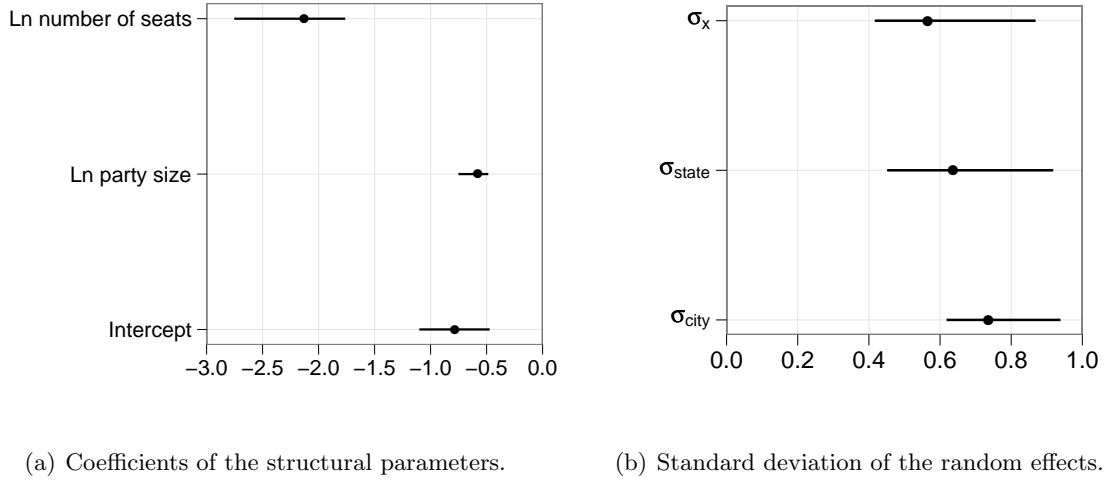 Ln number of seats
Ln party size
Intercept
−3.0 −2.5 −2.0 −1.5 −1.0 −0.5 0.0
(a) Coefficients of the structural parameters.
σx
σstate
σcity
0.0 0.2 0.4 0.6 0.8 1.0
(b) Standard deviation of the random effects.